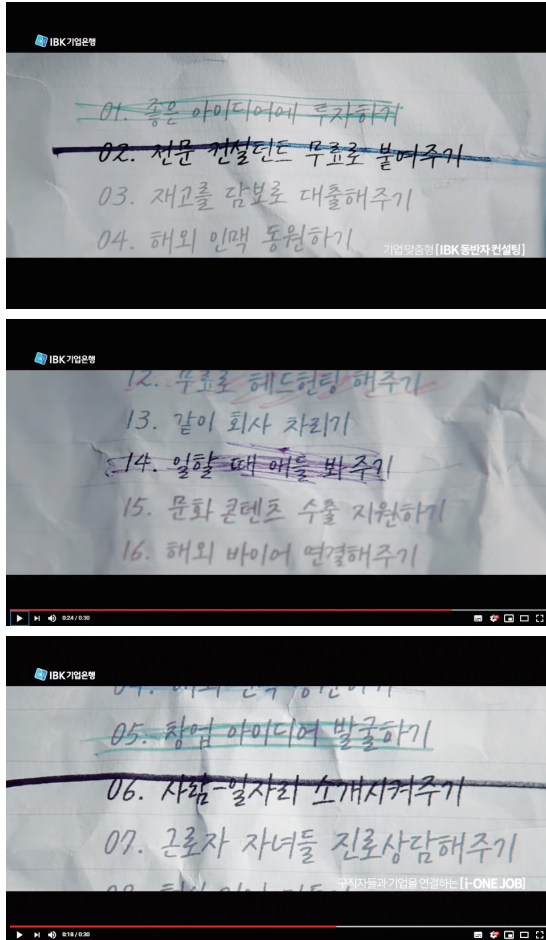 IBK기업은행
01. 좋은 아이디어에 투자하기
02. 전문 컨설턴트 무료로 붙여주기
03. 재고를 담보로 대출해주기
04. 해외 인맥 동원하기
기업 맞춤형 [IBK동반자 컨설팅]
IBK기업은행
12. 무료로 헤드헌팅 해주기
13. 같이 회사 차리기
14. 일할 때 애들 봐주기
15. 문화 콘텐츠 수출 지원하기
16. 해외 바이어 연결해주기
0:24 / 0:30
IBK기업은행
04. 해외 인맥 동원하기
05. 창업 아이디어 발굴하기
06. 사람-일자리 소개시켜주기
07. 근로자 자녀들 진로상담해주기
구직자들과 기업을 연결하는 [i-ONE JOB]
0:18 / 0:30